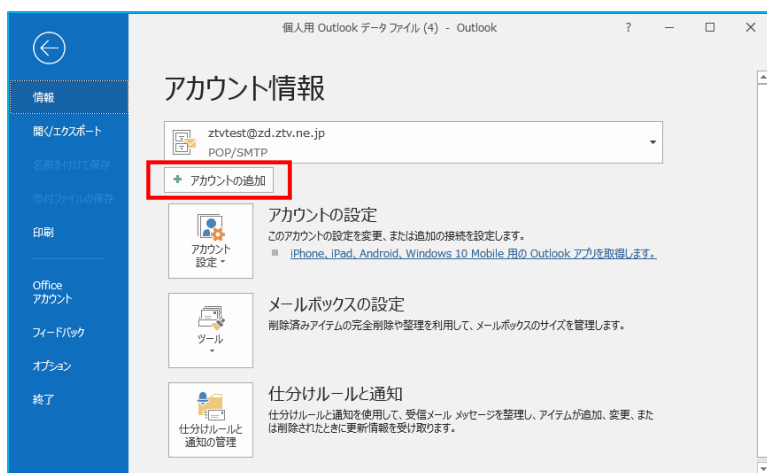 個人用 Outlook データ ファイル (4) - Outlook
?
アカウント情報
情報
開く/エクスポート
名前を付けて保存
添付ファイルの保存
印刷
Office
アカウント
フィードバック
オプション
終了
ztvtest@zd.ztv.ne.jp
POP/SMTP
+ アカウントの追加
アカウント
設定
アカウントの設定
このアカウントの設定を変更、または追加の接続を設定します。
iPhone、iPad、Android、Windows 10 Mobile 用の Outlook アプリを取得します。
ツール
メールボックスの設定
削除済みアイテムの完全削除や整理を利用して、メールボックスのサイズを管理します。
仕分けルールと
通知の管理
仕分けルールと通知
仕分けルールと通知を使用して、受信メール メッセージを整理し、アイテムが追加、変更、また
は削除されたときに更新情報を受け取ります。